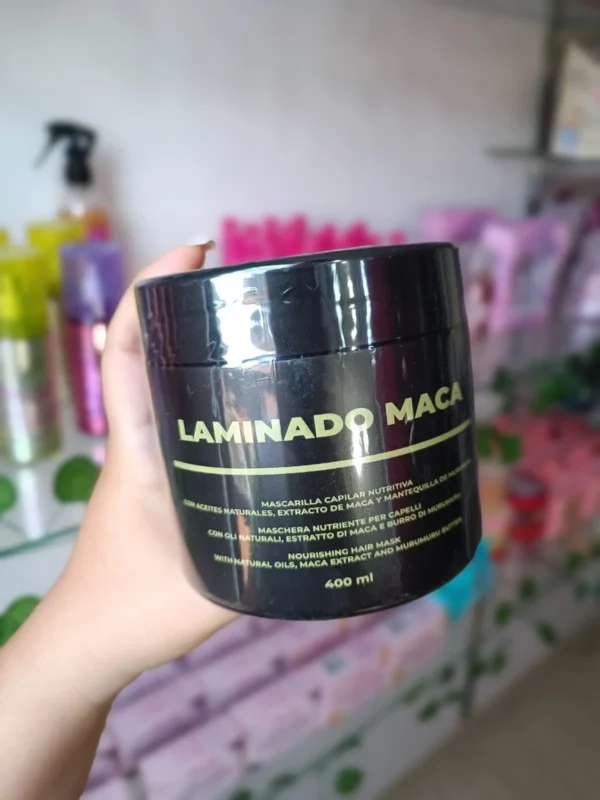 LAMINADO MACA
MASCARILLA CAPILAR NUTRITIVA
CON ACEITES NATURALES, EXTRACTO DE MACA Y MANTEQUILLA DE MURUMURU
MASCHERA NUTRIENTE PER CAPELLI
CON OLI NATURALI, ESTRATTO DI MACA E BURRO DI MURUMURU
NOURISHING HAIR MASK
WITH NATURAL OILS, MACA EXTRACT AND MURUMURU BUTTER
400 ml